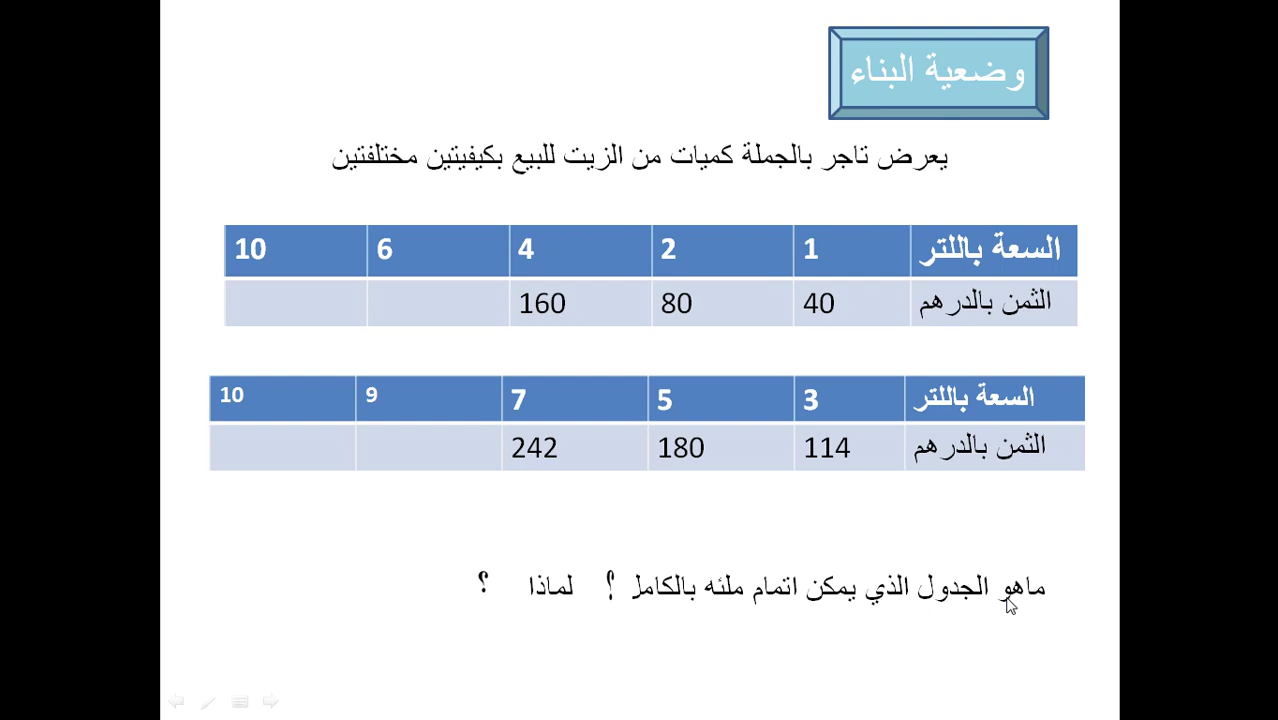 وضعية البناء
يعرض تاجر بالجملة كميات من الزيت للبيع بكيفيتين مختلفتين
السعة باللتر 1 2 4 6 10
الثمن بالدرهم 40 80 160
السعة باللتر 3 5 7 9 10
الثمن بالدرهم 114 180 242
ماهو الجدول الذي يمكن اتمام ملئه بالكامل ؟ لماذا ؟